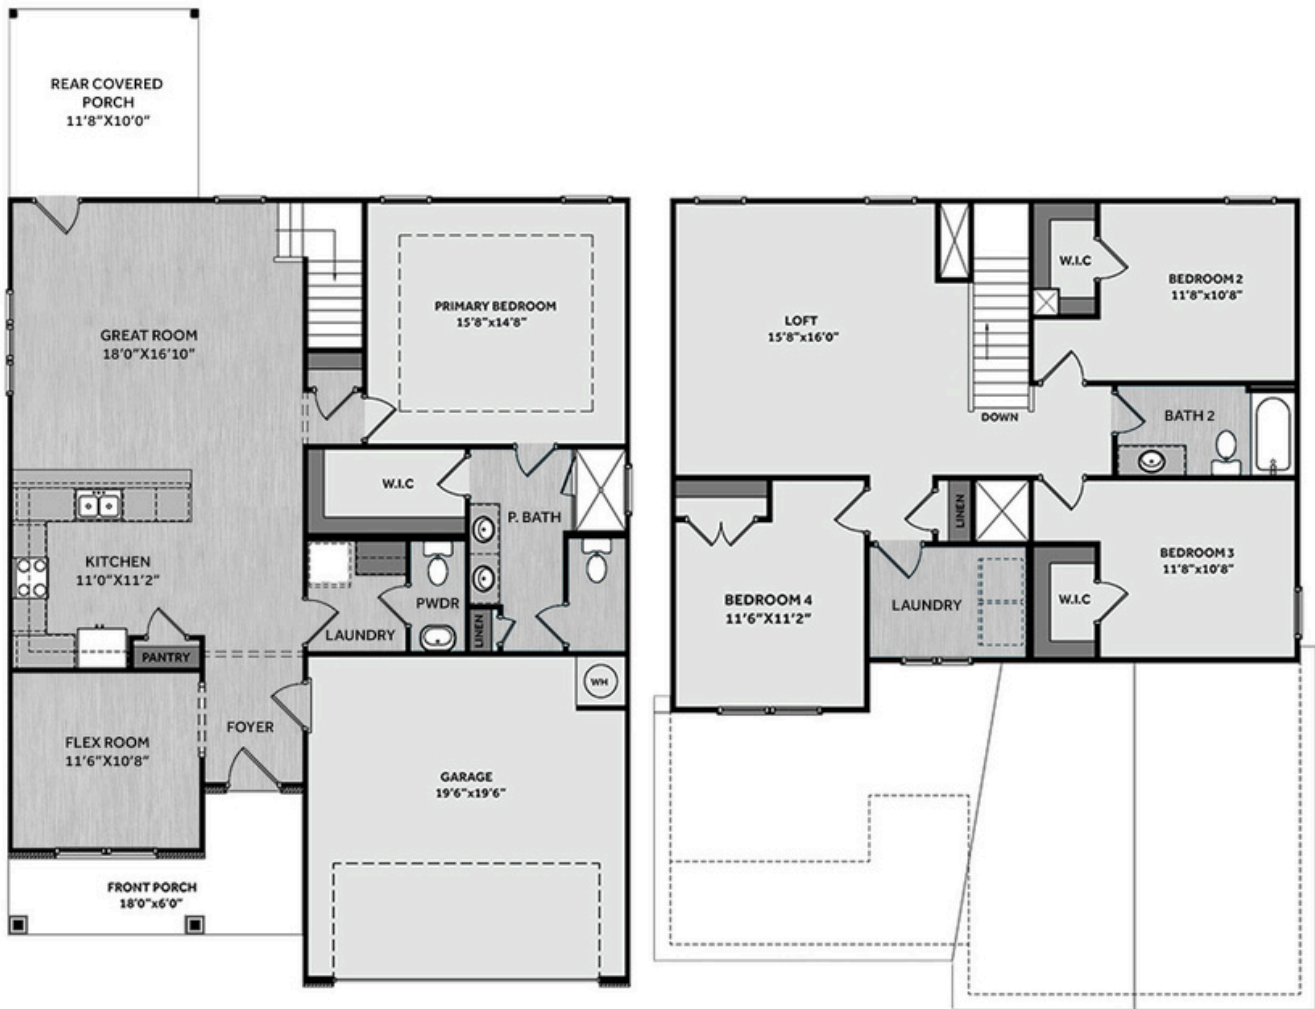 REAR COVERED
PORCH
11'8"X10'0"
GREAT ROOM
18'0"X16'10"
PRIMARY BEDROOM
15'8"x14'8"
W.I.C
P. BATH
KITCHEN
11'0"X11'2"
PANTRY
LAUNDRY
PWDR
LINEN
WH
FLEX ROOM
11'6"X10'8"
FOYER
GARAGE
19'6"x19'6"
FRONT PORCH
18'0"x6'0"
LOFT
15'8"x16'0"
DOWN
W.I.C
BEDROOM 2
11'8"x10'8"
BATH 2
LINEN
BEDROOM 4
11'6"X11'2"
LAUNDRY
W.I.C
BEDROOM 3
11'8"x10'8"